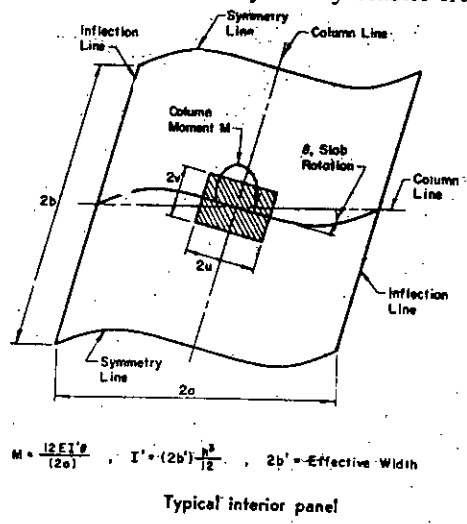 Symmetry
Line
Inflection
Line
Column Line
Column
Moment M
θ, Slab
Rotation
2v
Column
Line
2b
2u
Inflection
Line
Symmetry
Line
2a
M = 12EI'θ / (2a) , I' = (2b') h³ / 12 , 2b' = Effective Width
Typical interior panel